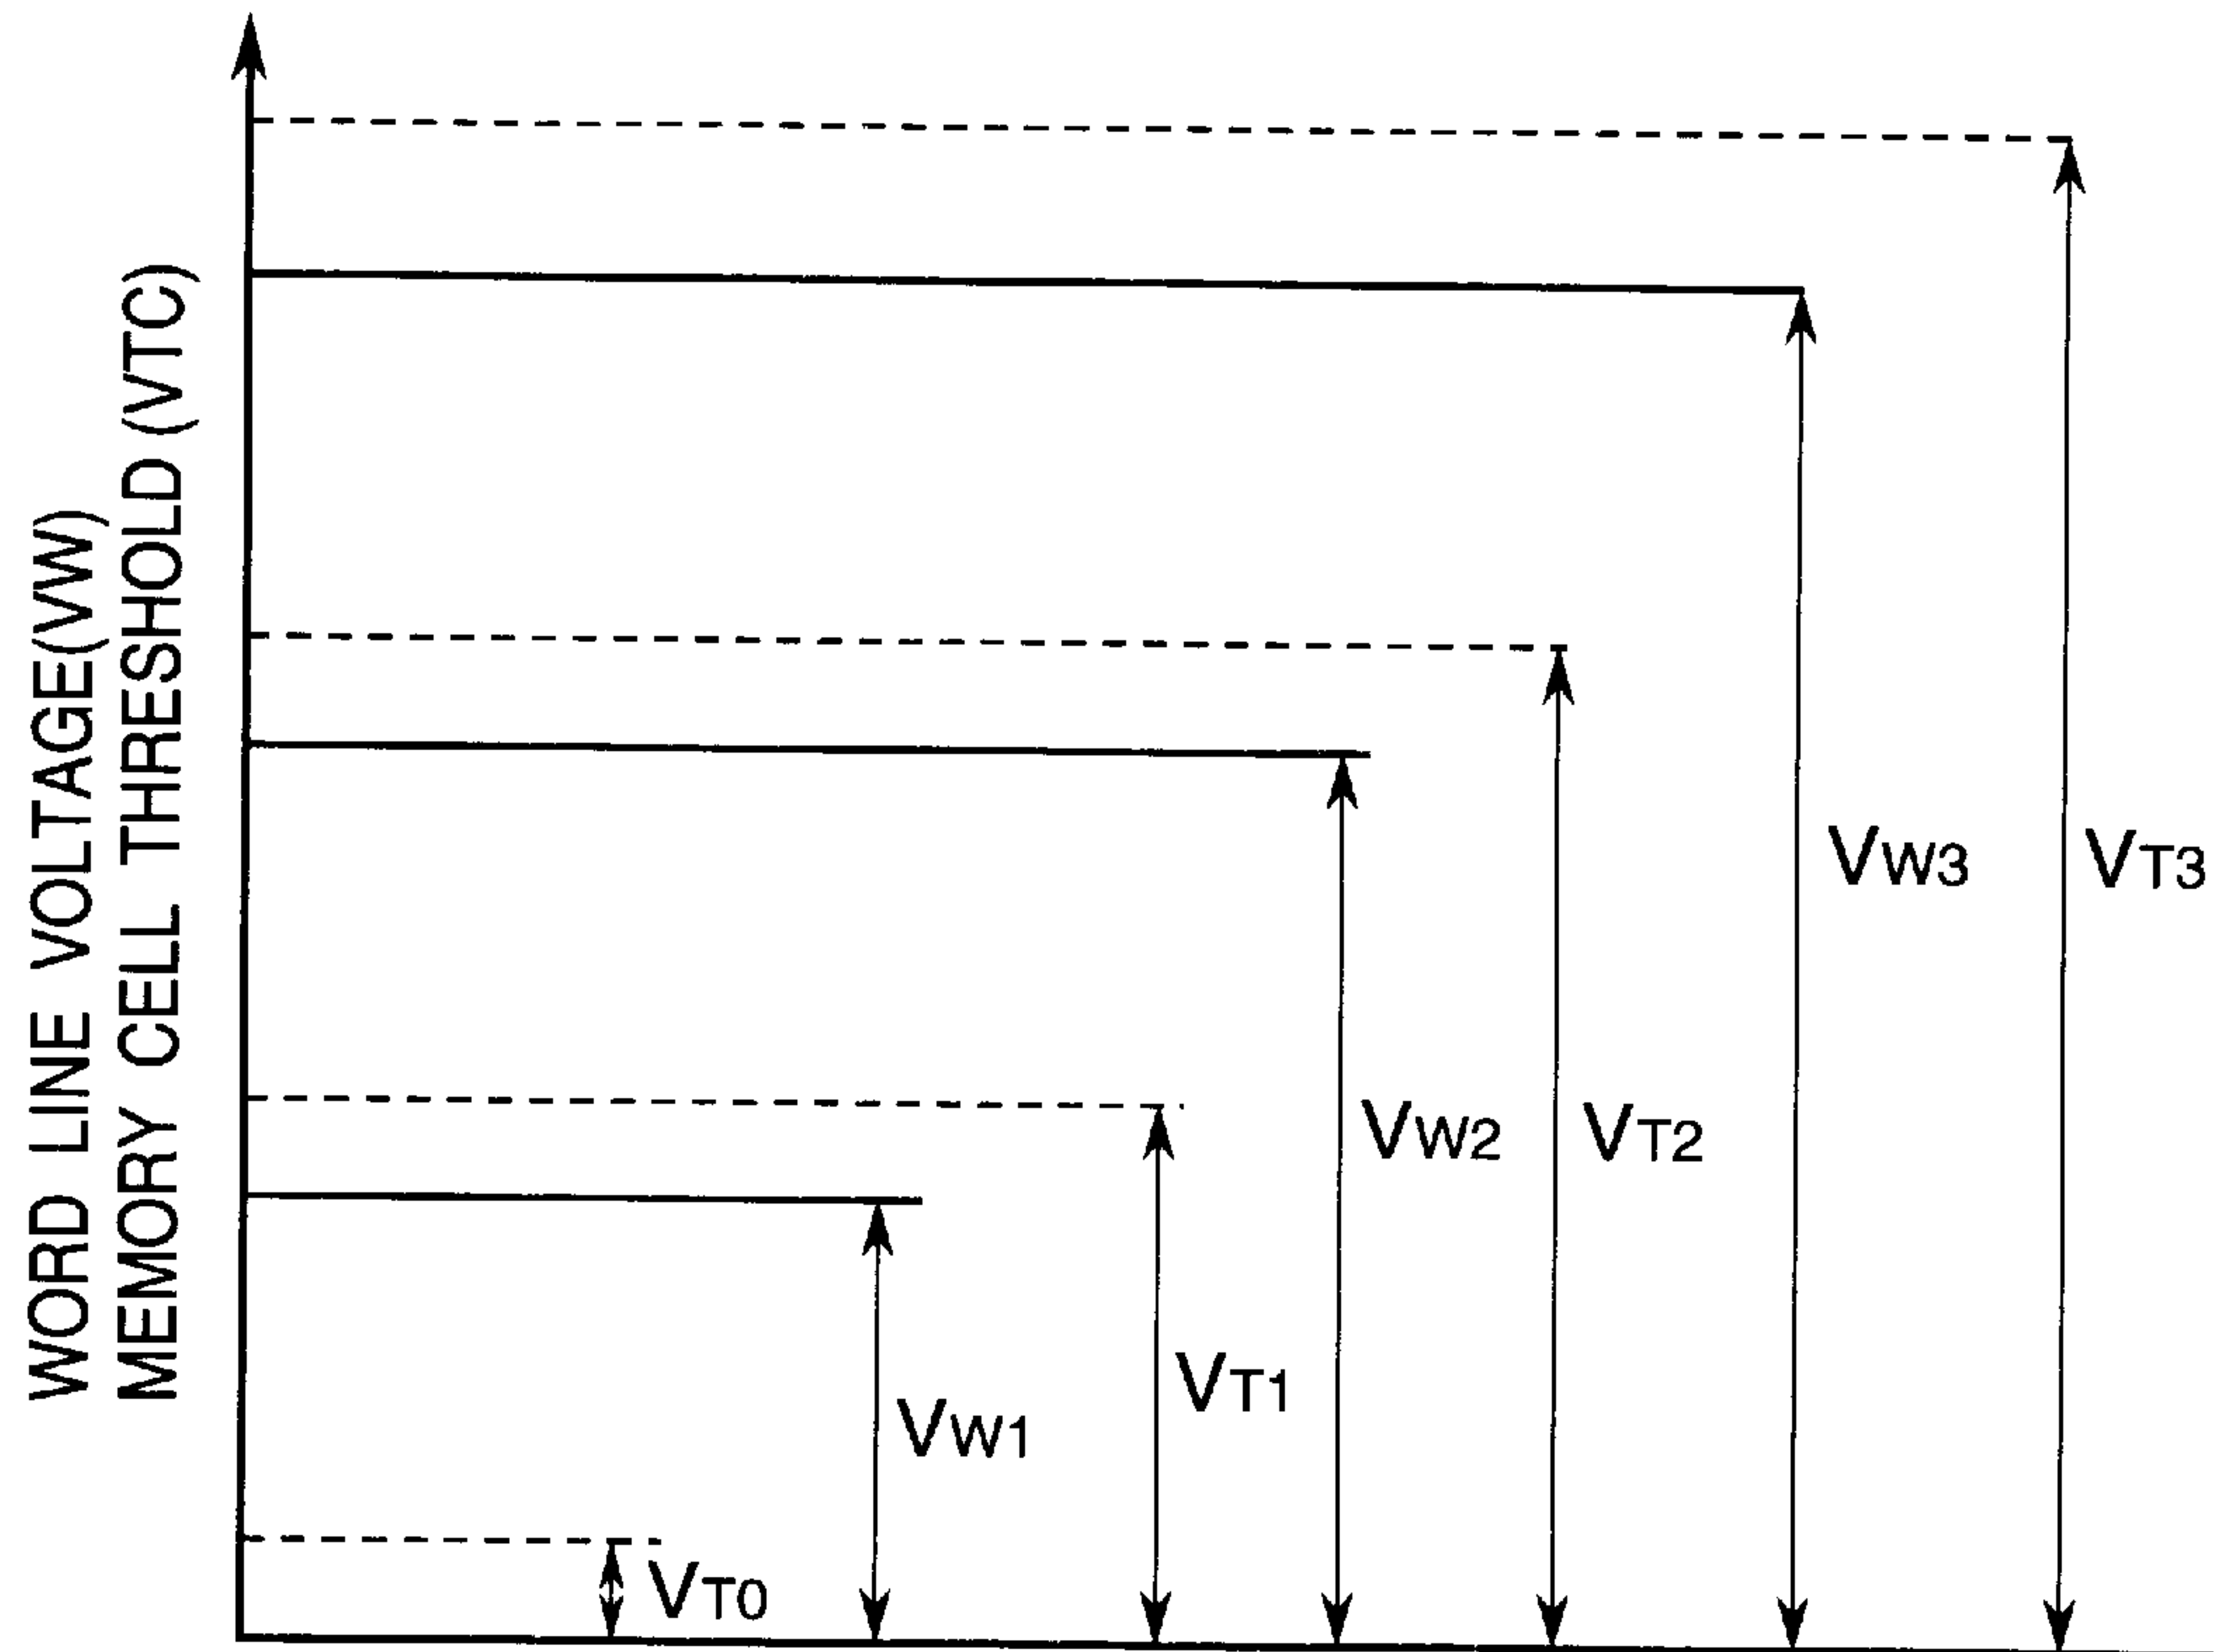 WORD LINE VOLTAGE(VW)
MEMORY CELL THRESHOLD (VTC)
VW3
VT3
VW2
VT2
VT1
VW1
VT0